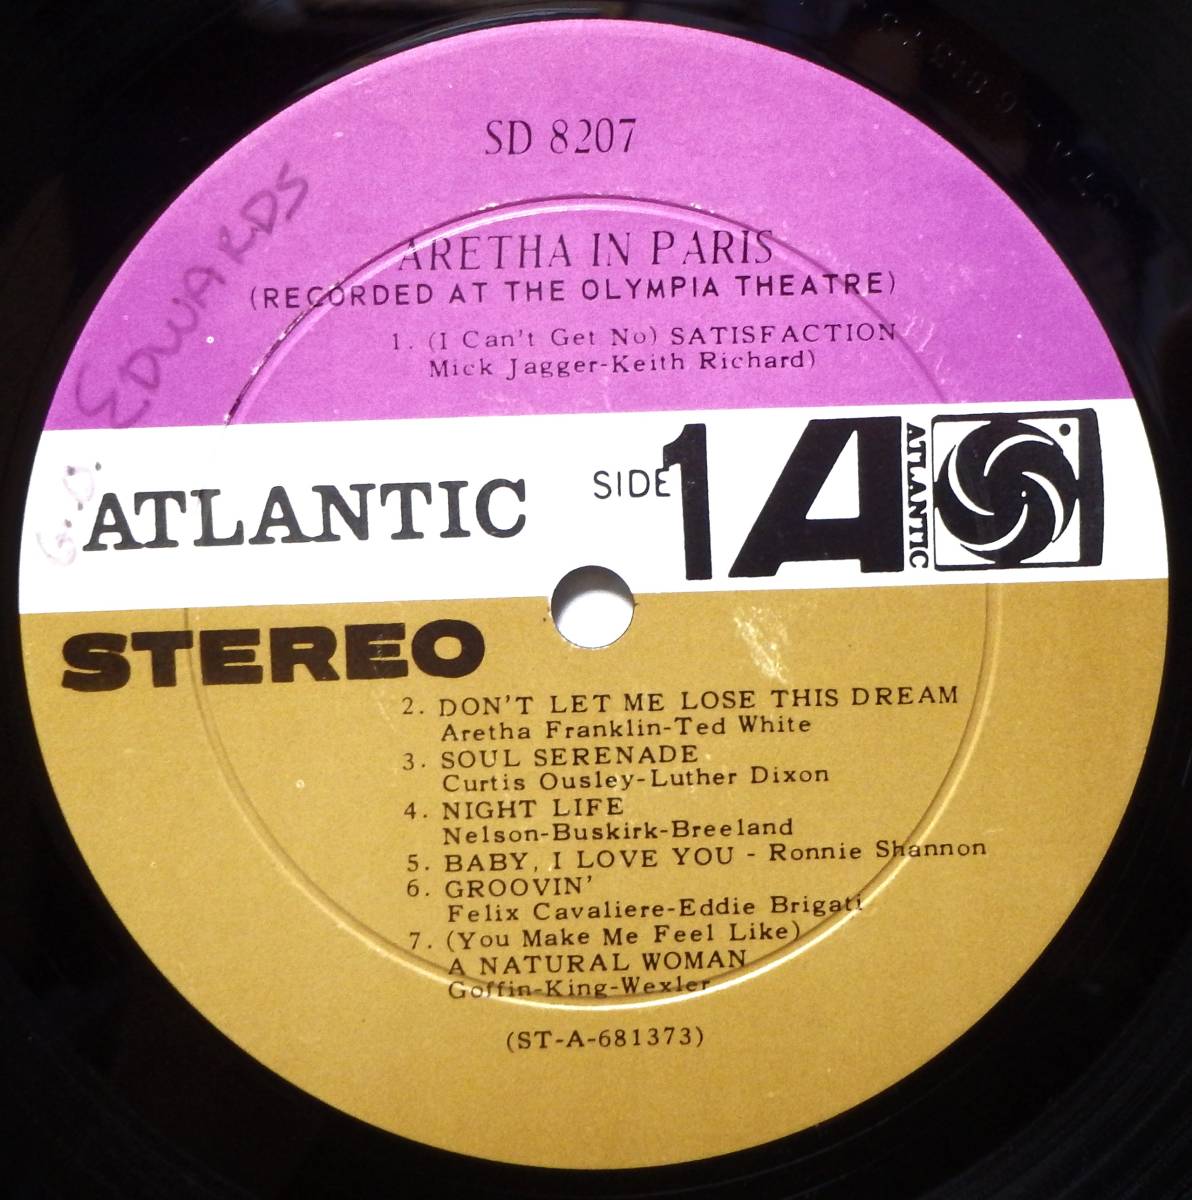 SD 8207
EDWARDS
ARETHA IN PARIS
(RECORDED AT THE OLYMPIA THEATRE)
1. (I Can't Get No) SATISFACTION
Mick Jagger-Keith Richard)
ATLANTIC
SIDE 1
A
ATLANTIC
STEREO
2. DON'T LET ME LOSE THIS DREAM
Aretha Franklin-Ted White
3. SOUL SERENADE
Curtis Ousley-Luther Dixon
4. NIGHT LIFE
Nelson-Buskirk-Breeland
5. BABY, I LOVE YOU - Ronnie Shannon
6. GROOVIN'
Felix Cavaliere-Eddie Brigati
7. (You Make Me Feel Like)
A NATURAL WOMAN
Goffin-King-Wexler
(ST-A-681373)